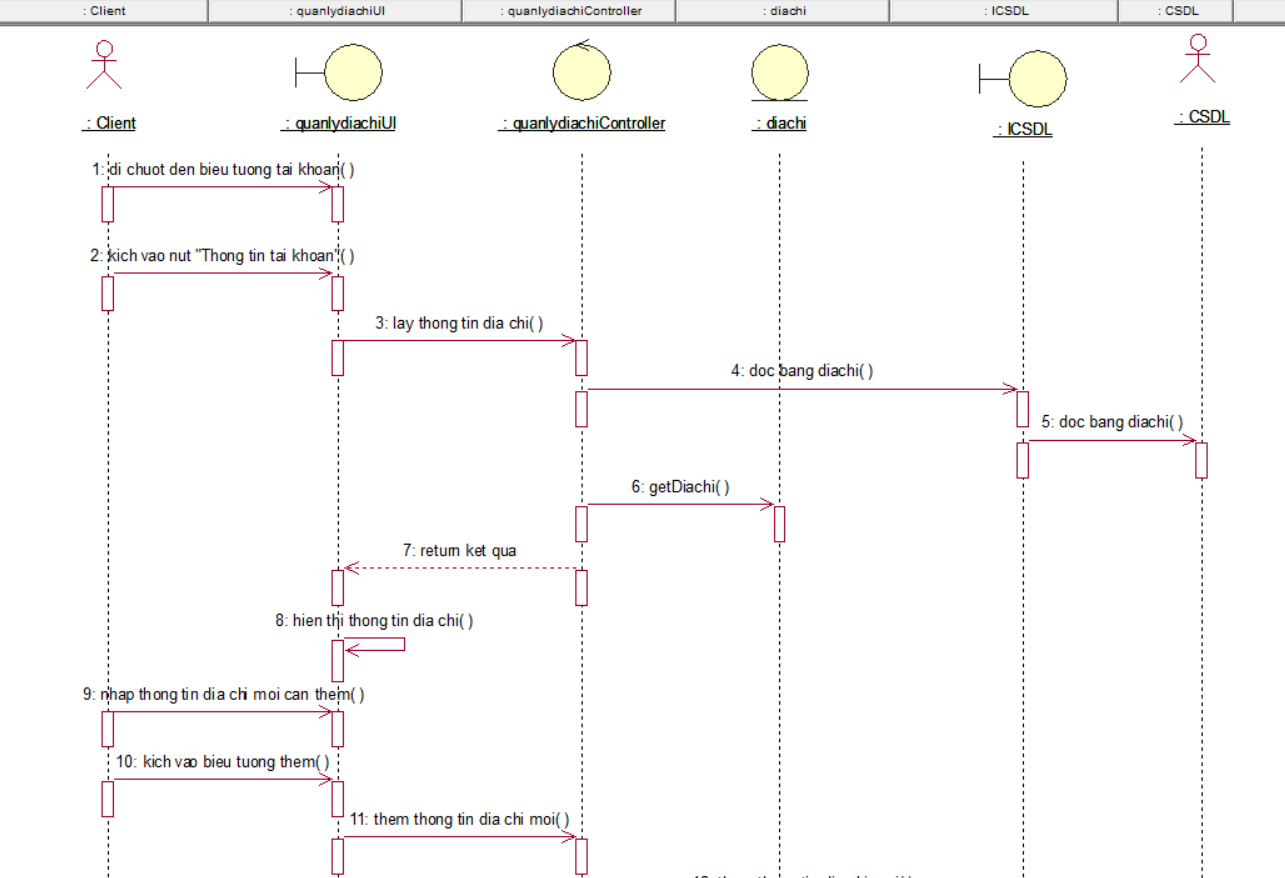 : Client
: quanlydiachiUI
: quanlydiachiController
: diachi
: ICSDL
: CSDL
: Client
: quanlydiachiUI
: quanlydiachiController
: diachi
: ICSDL
: CSDL
1: di chuot den bieu tuong tai khoan( )
2: kich vao nut "Thong tin tai khoan"( )
3: lay thong tin dia chi( )
4: doc bang diachi( )
5: doc bang diachi( )
6: getDiachi( )
7: return ket qua
8: hien thi thong tin dia chi( )
9: nhap thong tin dia chi moi can them( )
10: kich vao bieu tuong them( )
11: them thong tin dia chi moi( )